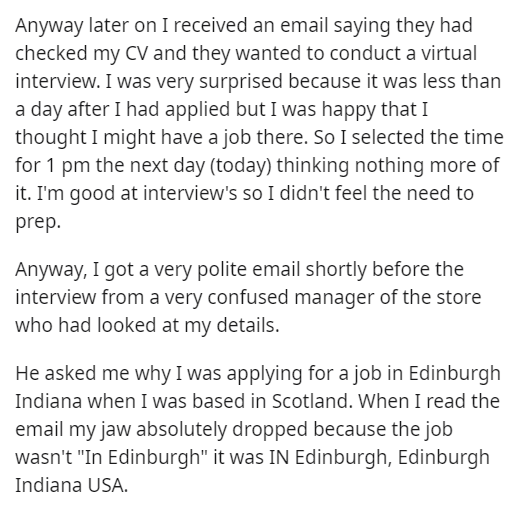 Anyway later on I received an email saying they had
checked my CV and they wanted to conduct a virtual
interview. I was very surprised because it was less than
a day after I had applied but I was happy that I
thought I might have a job there. So I selected the time
for 1 pm the next day (today) thinking nothing more of
it. I'm good at interview's so I didn't feel the need to
prep.
Anyway, I got a very polite email shortly before the
interview from a very confused manager of the store
who had looked at my details.
He asked me why I was applying for a job in Edinburgh
Indiana when I was based in Scotland. When I read the
email my jaw absolutely dropped because the job
wasn't "In Edinburgh" it was IN Edinburgh, Edinburgh
Indiana USA.